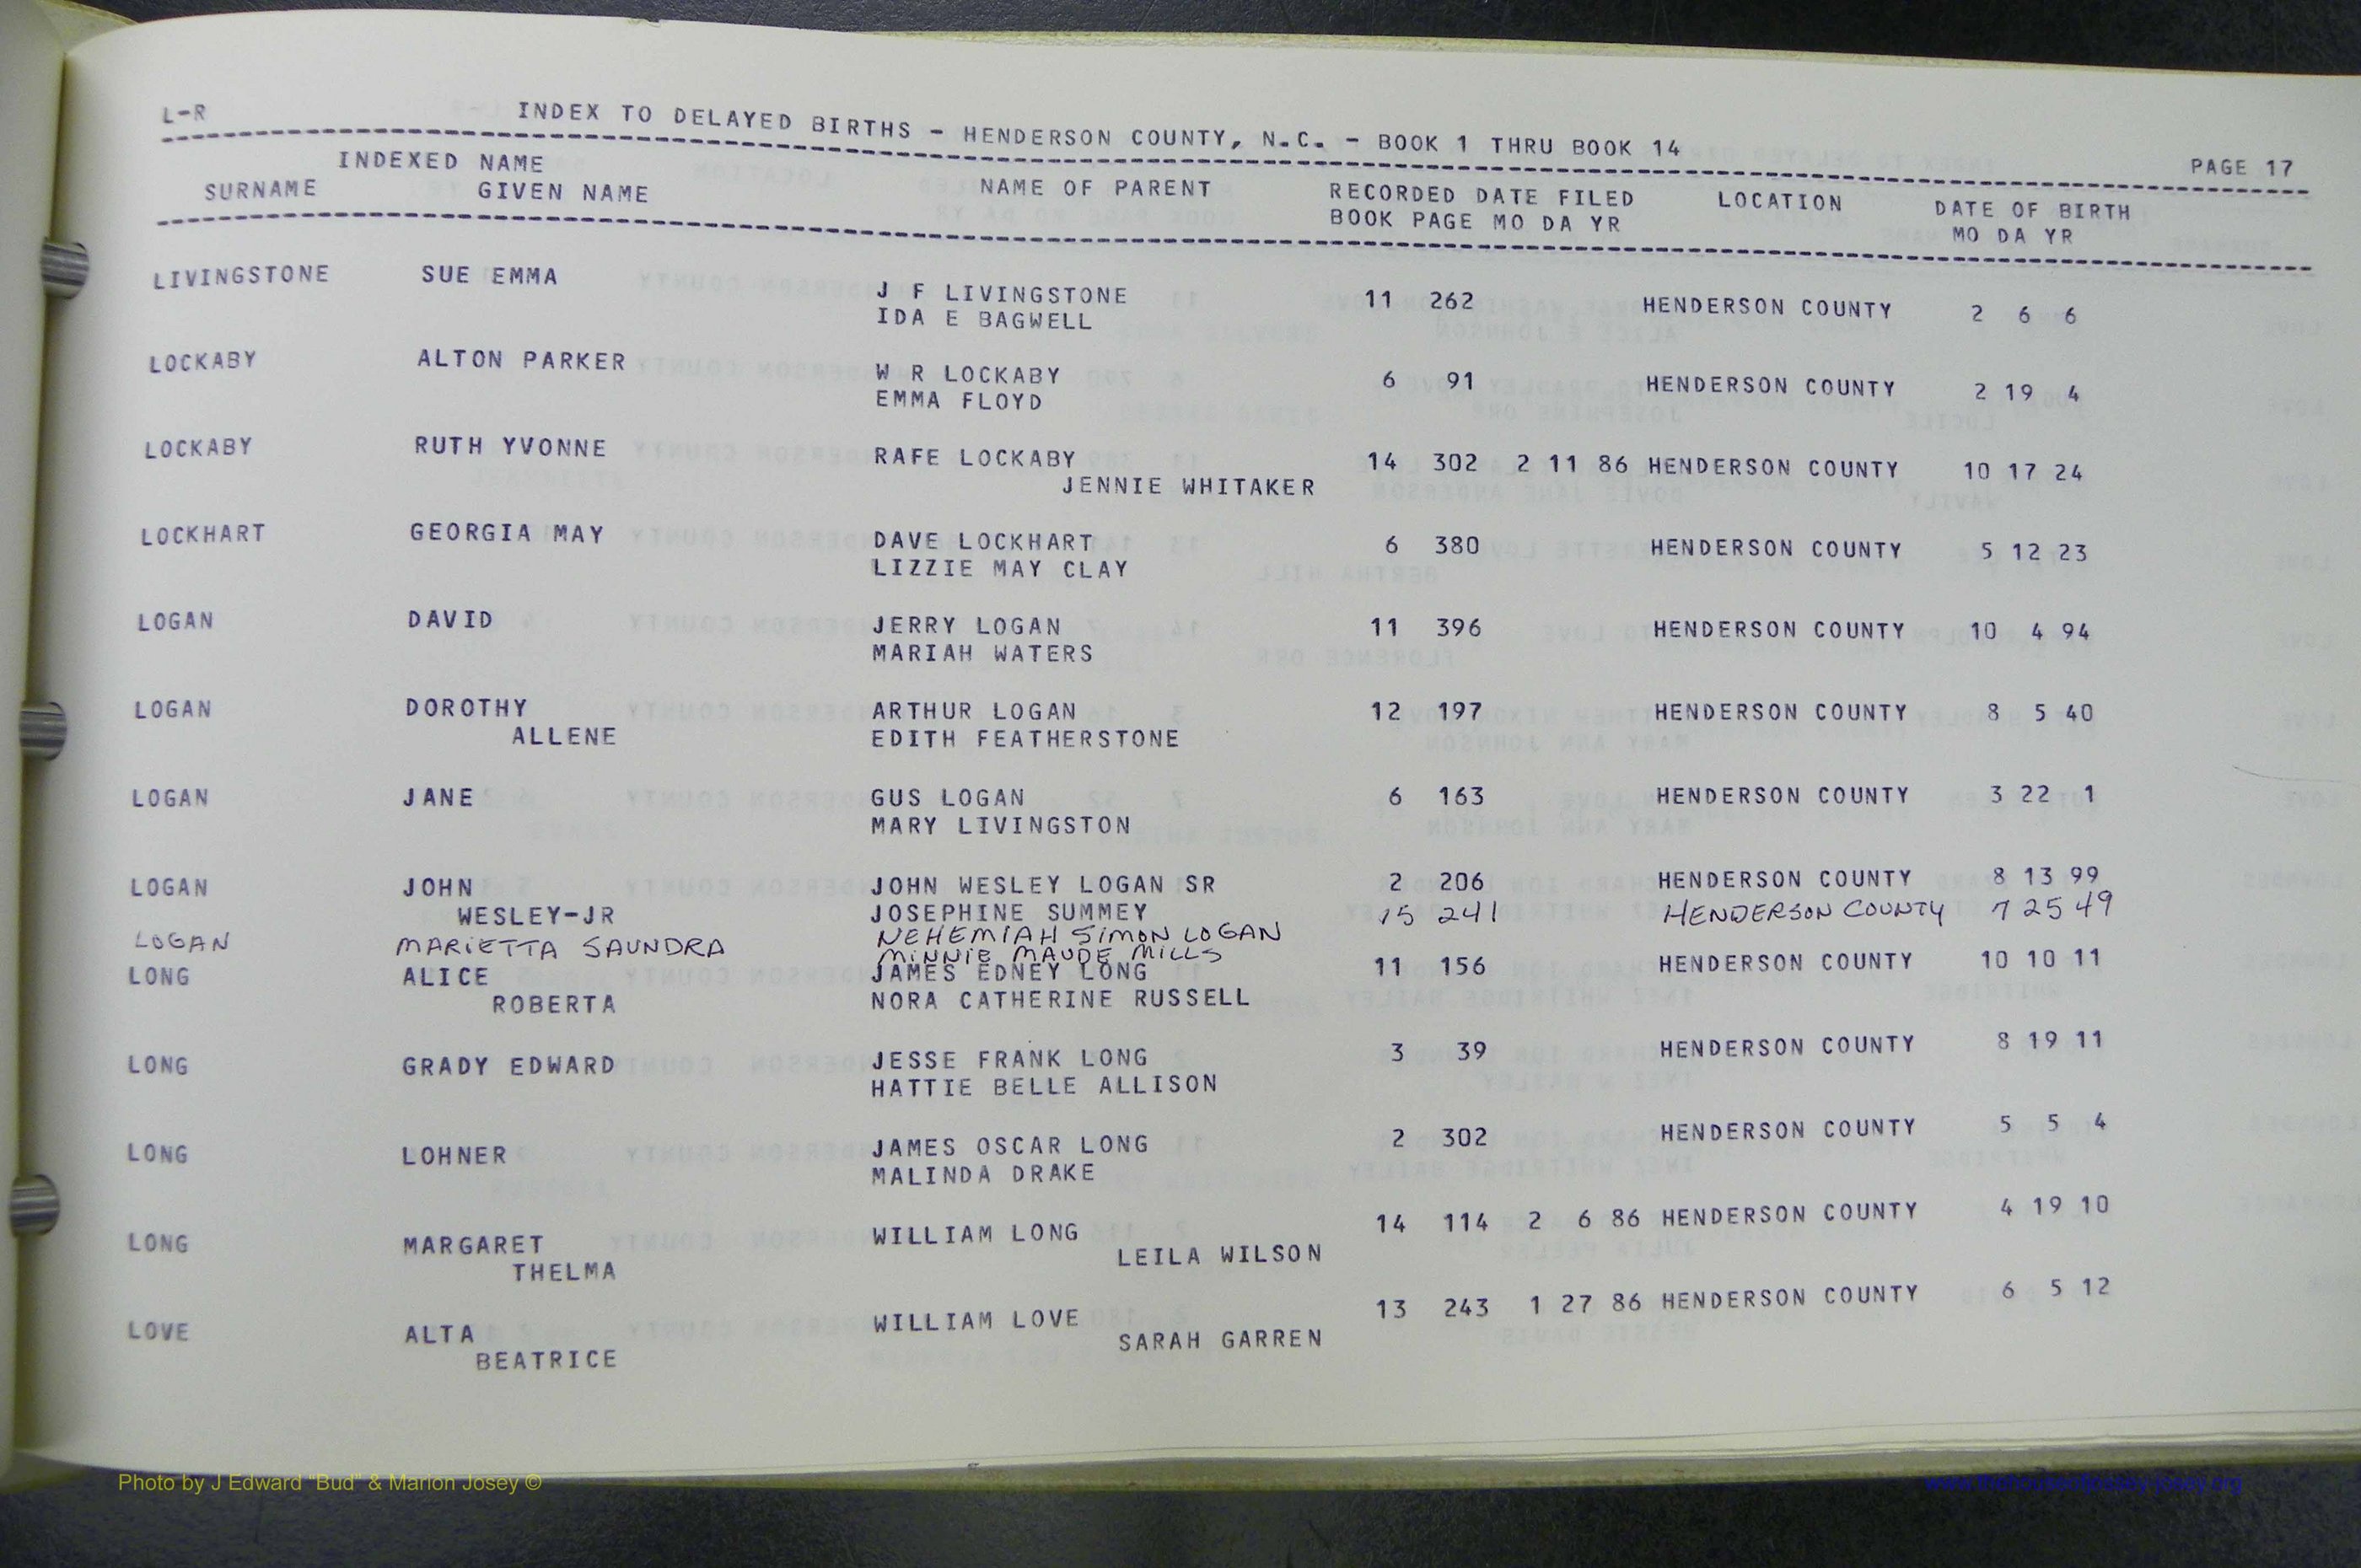 L-R INDEX TO DELAYED BIRTHS - HENDERSON COUNTY, N.C. - BOOK 1 THRU BOOK 14 PAGE 17
INDEXED NAME
SURNAME GIVEN NAME NAME OF PARENT RECORDED DATE FILED LOCATION DATE OF BIRTH
BOOK PAGE MO DA YR MO DA YR
LIVINGSTONE SUE EMMA J F LIVINGSTONE 11 262 HENDERSON COUNTY 2 6 6
IDA E BAGWELL
LOCKABY ALTON PARKER W R LOCKABY 6 91 HENDERSON COUNTY 2 19 4
EMMA FLOYD
LOCKABY RUTH YVONNE RAFE LOCKABY 14 302 2 11 86 HENDERSON COUNTY 10 17 24
JENNIE WHITAKER
LOCKHART GEORGIA MAY DAVE LOCKHART 6 380 HENDERSON COUNTY 5 12 23
LIZZIE MAY CLAY
LOGAN DAVID JERRY LOGAN 11 396 HENDERSON COUNTY 10 4 94
MARIAH WATERS
LOGAN DOROTHY ARTHUR LOGAN 12 197 HENDERSON COUNTY 8 5 40
ALLENE EDITH FEATHERSTONE
LOGAN JANE GUS LOGAN 6 163 HENDERSON COUNTY 3 22 1
MARY LIVINGSTON
LOGAN JOHN JOHN WESLEY LOGAN SR 2 206 HENDERSON COUNTY 8 13 99
WESLEY-JR JOSEPHINE SUMMEY
LOGAN MARIETTA SAUNDRA NEHEMIAH SIMON LOGAN 15 241 HENDERSON COUNTY 7 25 49
MINNIE MAUDE MILLS
LONG ALICE JAMES EDNEY LONG 11 156 HENDERSON COUNTY 10 10 11
ROBERTA NORA CATHERINE RUSSELL
LONG GRADY EDWARD JESSE FRANK LONG 3 39 HENDERSON COUNTY 8 19 11
HATTIE BELLE ALLISON
LONG LOHNER JAMES OSCAR LONG 2 302 HENDERSON COUNTY 5 5 4
MALINDA DRAKE
LONG MARGARET WILLIAM LONG 14 114 2 6 86 HENDERSON COUNTY 4 19 10
THELMA LEILA WILSON
LOVE ALTA WILLIAM LOVE 13 243 1 27 86 HENDERSON COUNTY 6 5 12
BEATRICE SARAH GARREN
Photo by J Edward "Bud" & Marion Josey ©